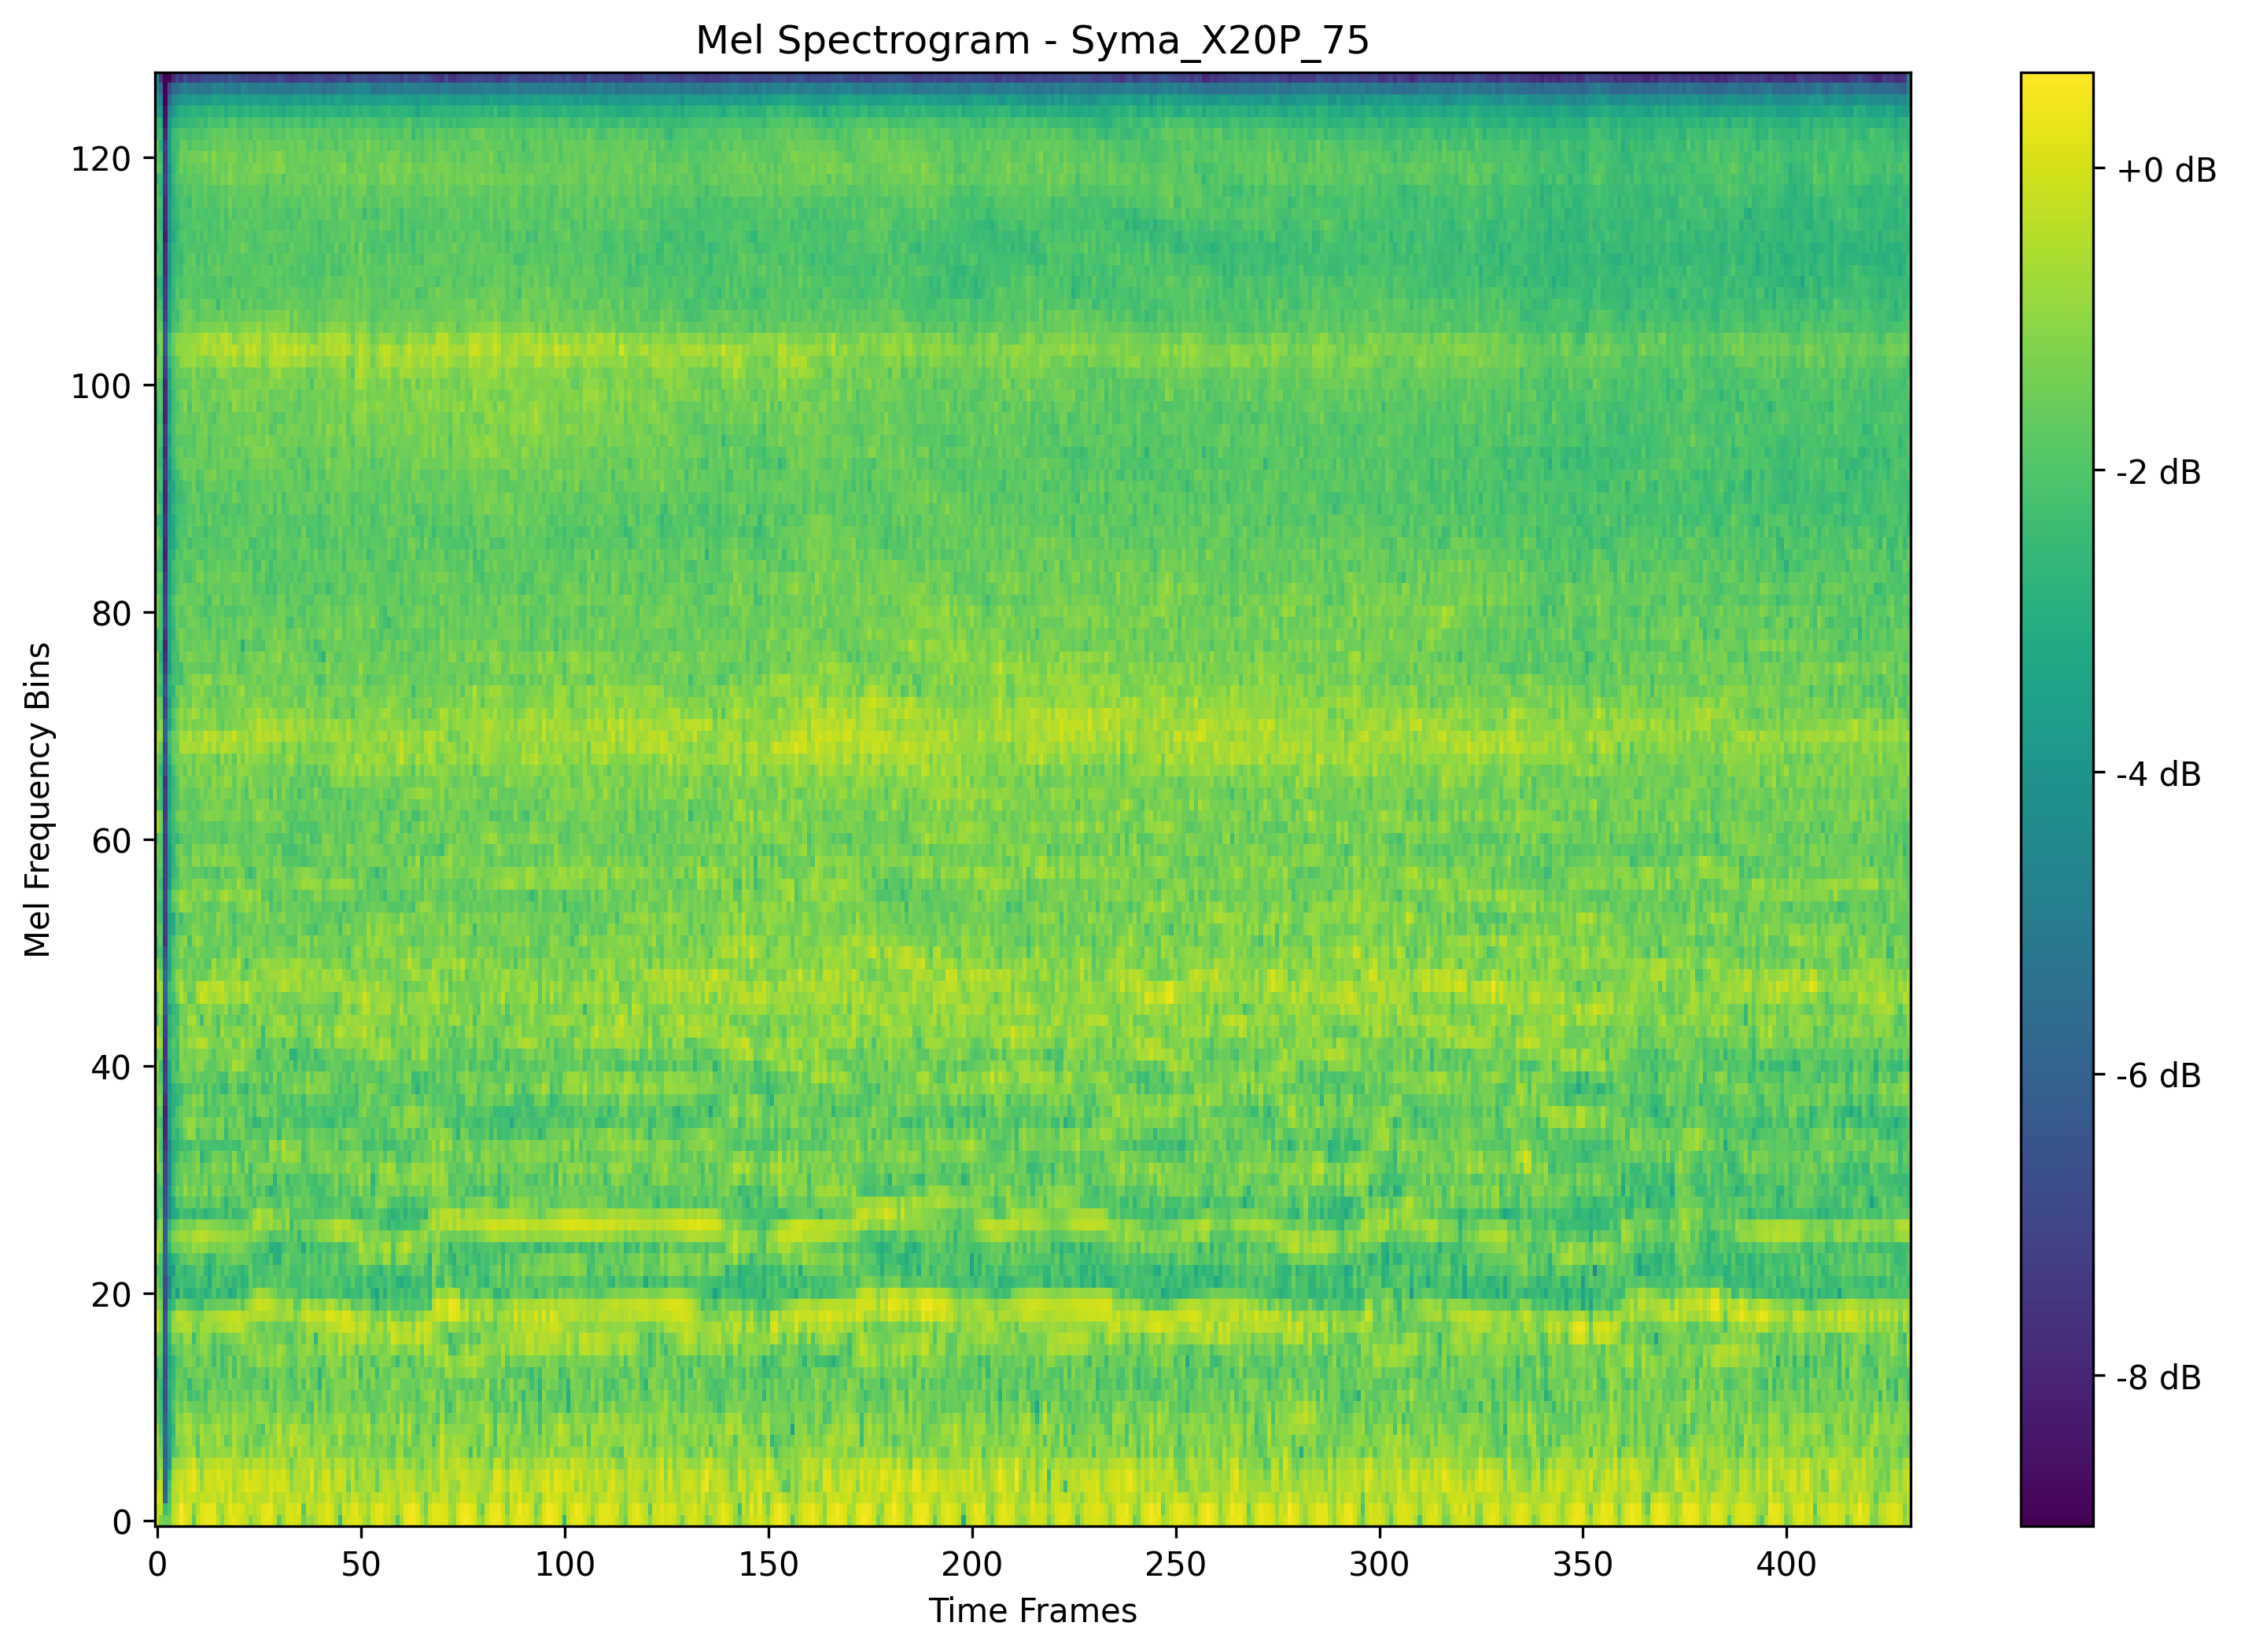 Mel Spectrogram - Syma_X20P_75
120
100
80
60
40
20
0
Mel Frequency Bins
0 50 100 150 200 250 300 350 400
Time Frames
+0 dB
-2 dB
-4 dB
-6 dB
-8 dB